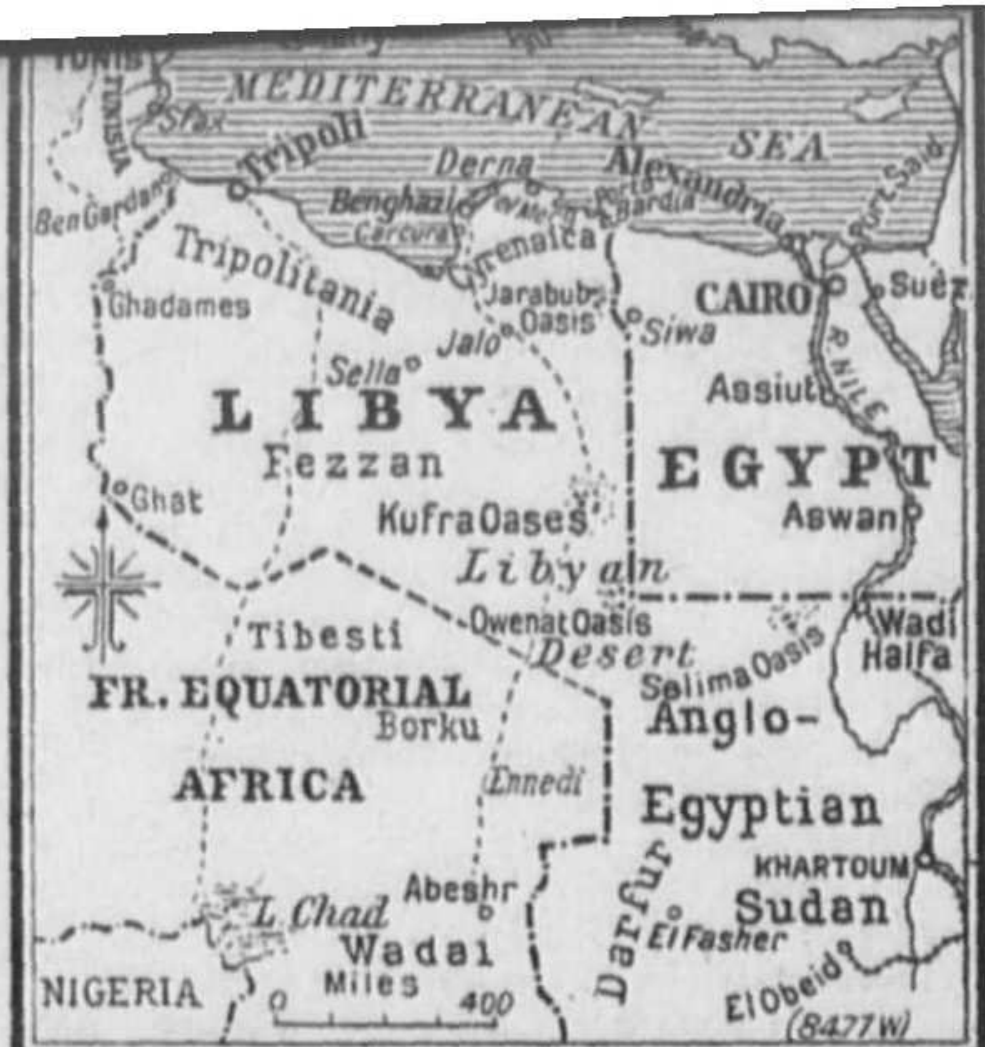 TUNIS
TUNISIA
MEDITERRANEAN
SEA
Sfax
Tripoli
Derna
Alexandria
Port Said
Ben Gardane
Benghazi
Porto
Bardia
Carcura
Cyrenaica
Tripolitania
Ghadames
Jarabub
Oasis
CAIRO
Suez
Jalo
Siwa
Sella
R. NILE
Assiut
LIBYA
EGYPT
Fezzan
Ghat
Kufra Oases
Aswan
Libyan
Desert
Owenat Oasis
Wadi
Halfa
Tibesti
Selima Oasis
FR. EQUATORIAL
AFRICA
Borku
Anglo-
Egyptian
Sudan
Ennedi
KHARTOUM
Abeshr
L Chad
Darfur
El Fasher
Wadai
NIGERIA
Miles
0 400
El Obeid
(8477W)